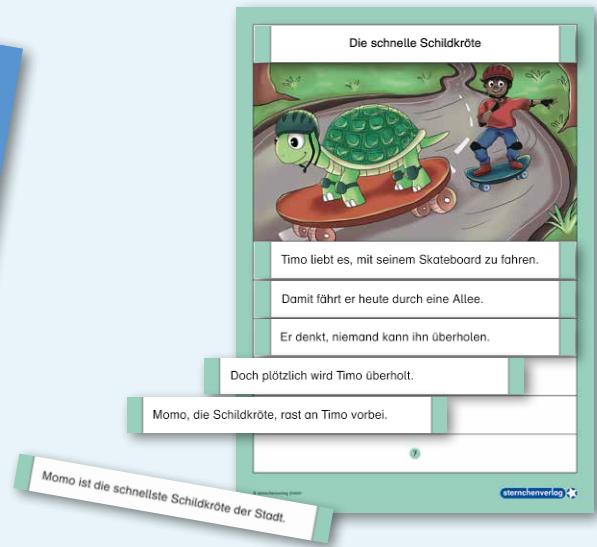 Die schnelle Schildkröte
Timo liebt es, mit seinem Skateboard zu fahren.
Damit fährt er heute durch eine Allee.
Er denkt, niemand kann ihn überholen.
Doch plötzlich wird Timo überholt.
Momo, die Schildkröte, rast an Timo vorbei.
Momo ist die schnellste Schildkröte der Stadt.
7
sternchenverlag